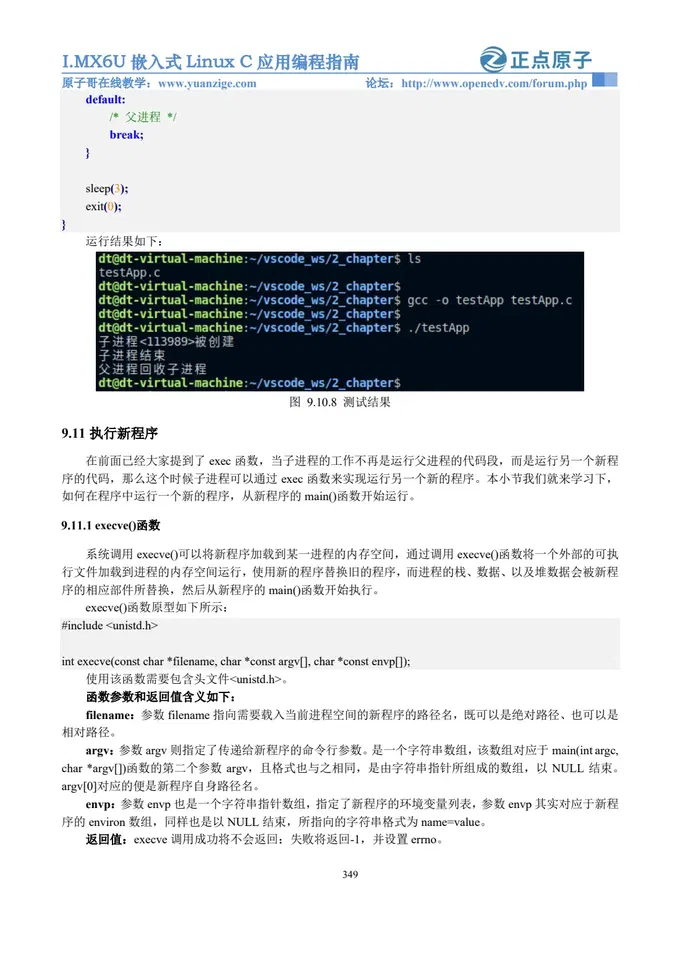 I.MX6U 嵌入式 Linux C 应用编程指南
正点原子
原子哥在线教学：www.yuanzige.com
论坛：http://www.openedv.com/forum.php
default:
/* 父进程 */
break;
}
sleep(3);
exit(0);
}
运行结果如下：
dt@dt-virtual-machine:~/vscode_ws/2_chapter$ ls
testApp.c
dt@dt-virtual-machine:~/vscode_ws/2_chapter$
dt@dt-virtual-machine:~/vscode_ws/2_chapter$ gcc -o testApp testApp.c
dt@dt-virtual-machine:~/vscode_ws/2_chapter$
dt@dt-virtual-machine:~/vscode_ws/2_chapter$ ./testApp
子进程<113989>被创建
子进程结束
父进程回收子进程
dt@dt-virtual-machine:~/vscode_ws/2_chapter$
图 9.10.8 测试结果
9.11 执行新程序
在前面已经大家提到了 exec 函数，当子进程的工作不再是运行父进程的代码段，而是运行另一个新程
序的代码，那么这个时候子进程可以通过 exec 函数来实现运行另一个新的程序。本小节我们就来学习下，
如何在程序中运行一个新的程序，从新程序的 main()函数开始运行。
9.11.1 execve()函数
系统调用 execve()可以将新程序加载到某一进程的内存空间，通过调用 execve()函数将一个外部的可执
行文件加载到进程的内存空间运行，使用新的程序替换旧的程序，而进程的栈、数据、以及堆数据会被新程
序的相应部件所替换，然后从新程序的 main()函数开始执行。
execve()函数原型如下所示：
#include <unistd.h>
int execve(const char *filename, char *const argv[], char *const envp[]);
使用该函数需要包含头文件<unistd.h>。
函数参数和返回值含义如下：
filename：参数 filename 指向需要载入当前进程空间的新程序的路径名，既可以是绝对路径、也可以是
相对路径。
argv：参数 argv 则指定了传递给新程序的命令行参数。是一个字符串数组，该数组对应于 main(int argc,
char *argv[])函数的第二个参数 argv，且格式也与之相同，是由字符串指针所组成的数组，以 NULL 结束。
argv[0]对应的便是新程序自身路径名。
envp：参数 envp 也是一个字符串指针数组，指定了新程序的环境变量列表，参数 envp 其实对应于新程
序的 environ 数组，同样也是以 NULL 结束，所指向的字符串格式为 name=value。
返回值：execve 调用成功将不会返回；失败将返回-1，并设置 errno。
349